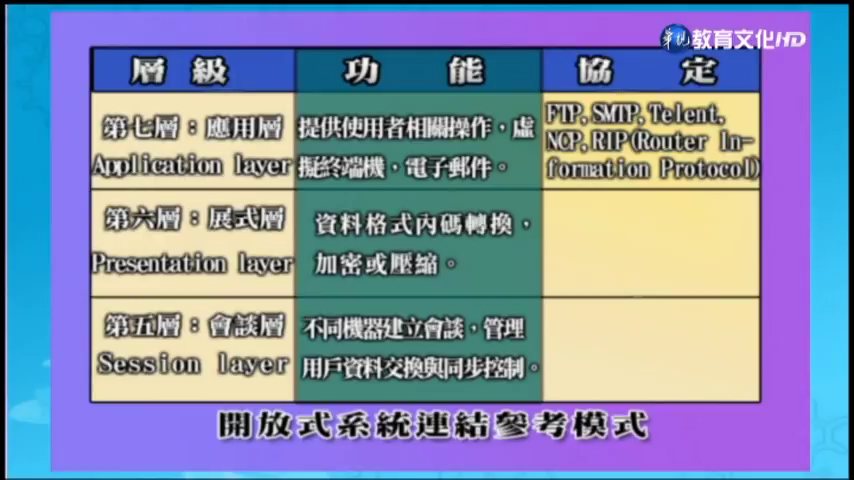 華視 教育文化HD
層級 功能 協定
第七層：應用層
Application layer
提供使用者相關操作，虛
擬終端機，電子郵件。
FTP,SMTP,Telent,
NCP,RIP(Router In-
formation Protocol)
第六層：展式層
Presentation layer
資料格式內碼轉換，
加密或壓縮。
第五層：會談層
Session layer
不同機器建立會談，管理
用戶資料交換與同步控制。
開放式系統連結參考模式